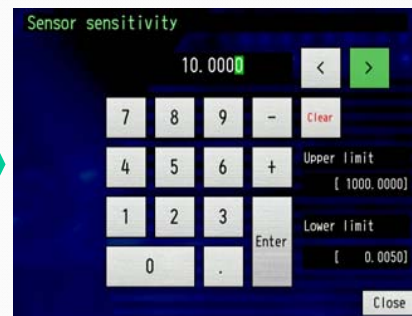 Sensor sensitivity
10.0000
< >
7 8 9 - Clear
4 5 6 +
Upper limit
[ 1000.0000]
1 2 3 Enter
Lower limit
[ 0.0050]
0 .
Close